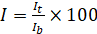 I = I_t / I_b × 100